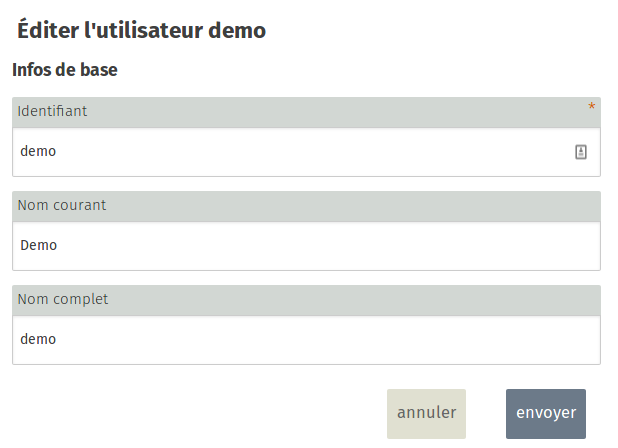 Éditer l'utilisateur demo
Infos de base
Identifiant *
demo
Nom courant
Demo
Nom complet
demo
annuler envoyer